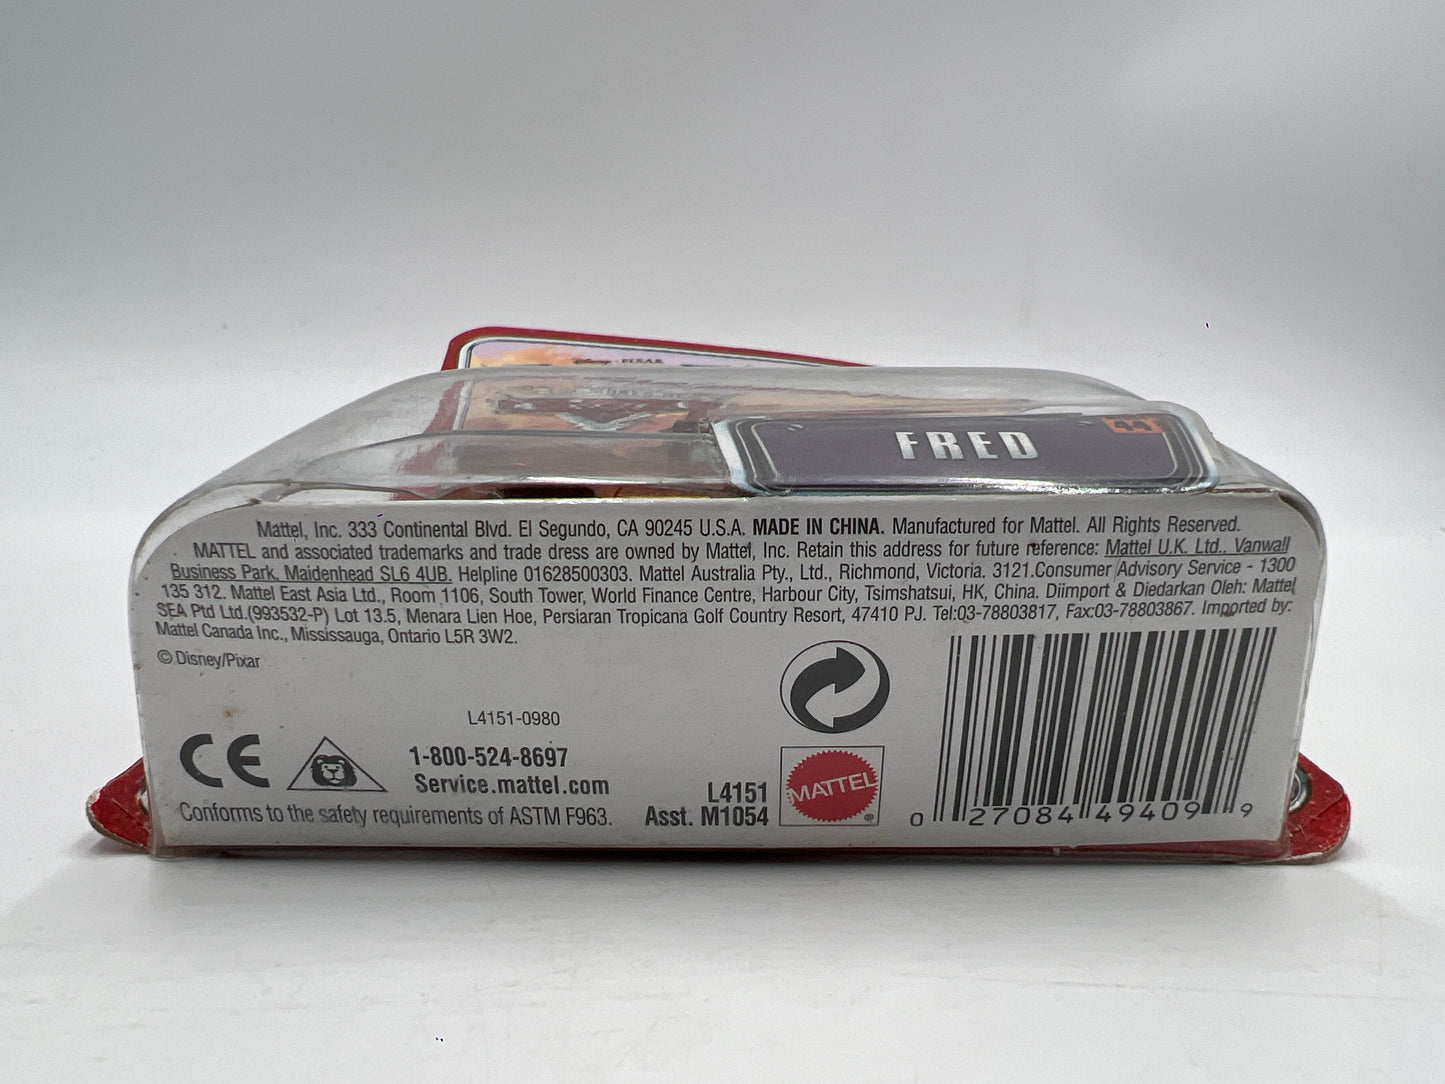 Disney · PIXAR
FRED
44
Mattel, Inc. 333 Continental Blvd. El Segundo, CA 90245 U.S.A. MADE IN CHINA. Manufactured for Mattel. All Rights Reserved.
MATTEL and associated trademarks and trade dress are owned by Mattel, Inc. Retain this address for future reference: Mattel U.K. Ltd., Vanwall
Business Park, Maidenhead SL6 4UB. Helpline 01628500303. Mattel Australia Pty., Ltd., Richmond, Victoria. 3121.Consumer Advisory Service - 1300
135 312. Mattel East Asia Ltd., Room 1106, South Tower, World Finance Centre, Harbour City, Tsimshatsui, HK, China. Diimport & Diedarkan Oleh: Mattel
SEA Ptd Ltd.(993532-P) Lot 13.5, Menara Lien Hoe, Persiaran Tropicana Golf Country Resort, 47410 PJ. Tel:03-78803817, Fax:03-78803867. Imported by:
Mattel Canada Inc., Mississauga, Ontario L5R 3W2.
© Disney/Pixar
L4151-0980
CE
1-800-524-8697
Service.mattel.com
Conforms to the safety requirements of ASTM F963.
L4151
Asst. M1054
MATTEL®
0 27084 49409 9